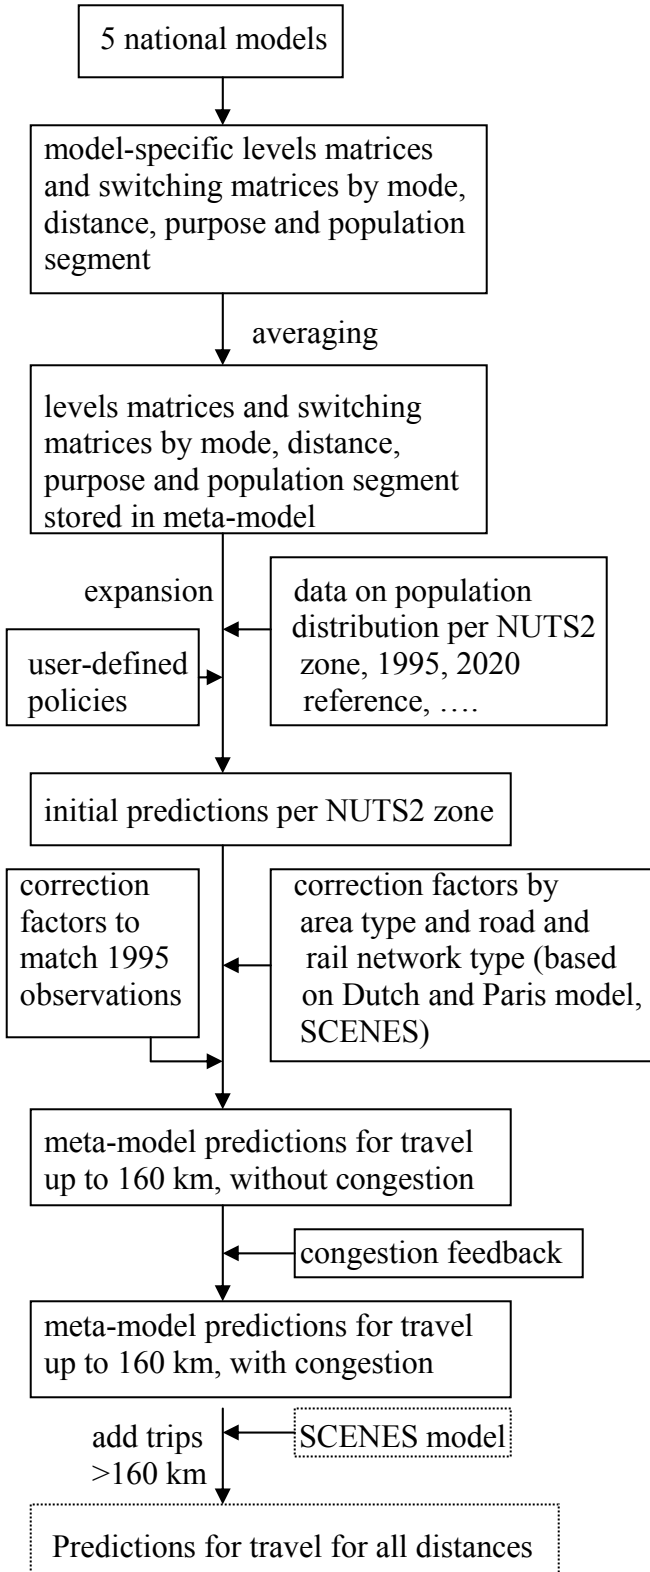 5 national models
model-specific levels matrices
and switching matrices by mode,
distance, purpose and population
segment
averaging
levels matrices and switching
matrices by mode, distance,
purpose and population segment
stored in meta-model
expansion
data on population
distribution per NUTS2
zone, 1995, 2020
reference, ….
user-defined
policies
initial predictions per NUTS2 zone
correction
factors to
match 1995
observations
correction factors by
area type and road and
rail network type (based
on Dutch and Paris model,
SCENES)
meta-model predictions for travel
up to 160 km, without congestion
congestion feedback
meta-model predictions for travel
up to 160 km, with congestion
add trips
>160 km
SCENES model
Predictions for travel for all distances